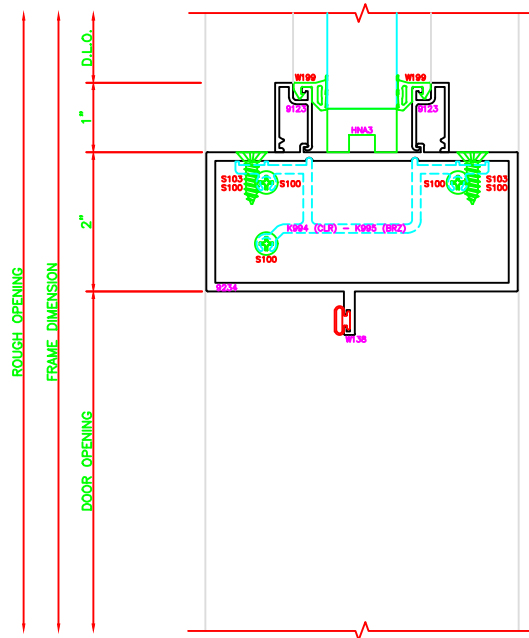 D.L.O.
1"
2"
ROUGH OPENING
FRAME DIMENSION
DOOR OPENING
W199
W199
9123
9123
HNA3
S103
S100
S100
S100
S103
S100
K994 (CLR) – K995 (BRZ)
S100
9234
W138